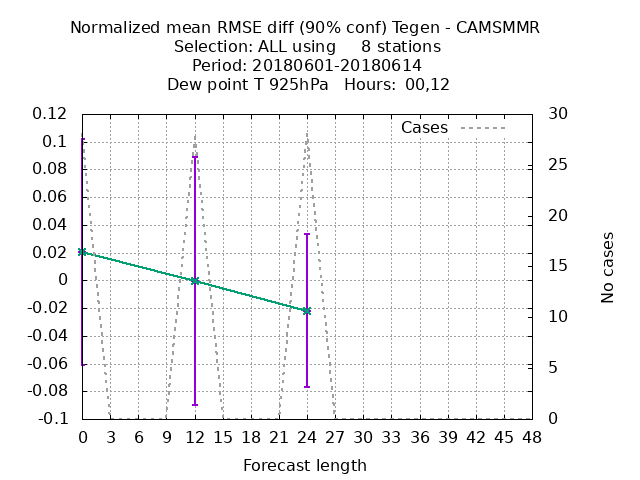 Normalized mean RMSE diff (90% conf) Tegen - CAMSMMR
Selection: ALL using     8 stations
Period: 20180601-20180614
Dew point T 925hPa   Hours:  00,12
Cases
0.12
0.1
0.08
0.06
0.04
0.02
0
-0.02
-0.04
-0.06
-0.08
-0.1
30
25
20
15
10
5
0
No cases
0 3 6 9 12 15 18 21 24 27 30 33 36 39 42 45 48
Forecast length